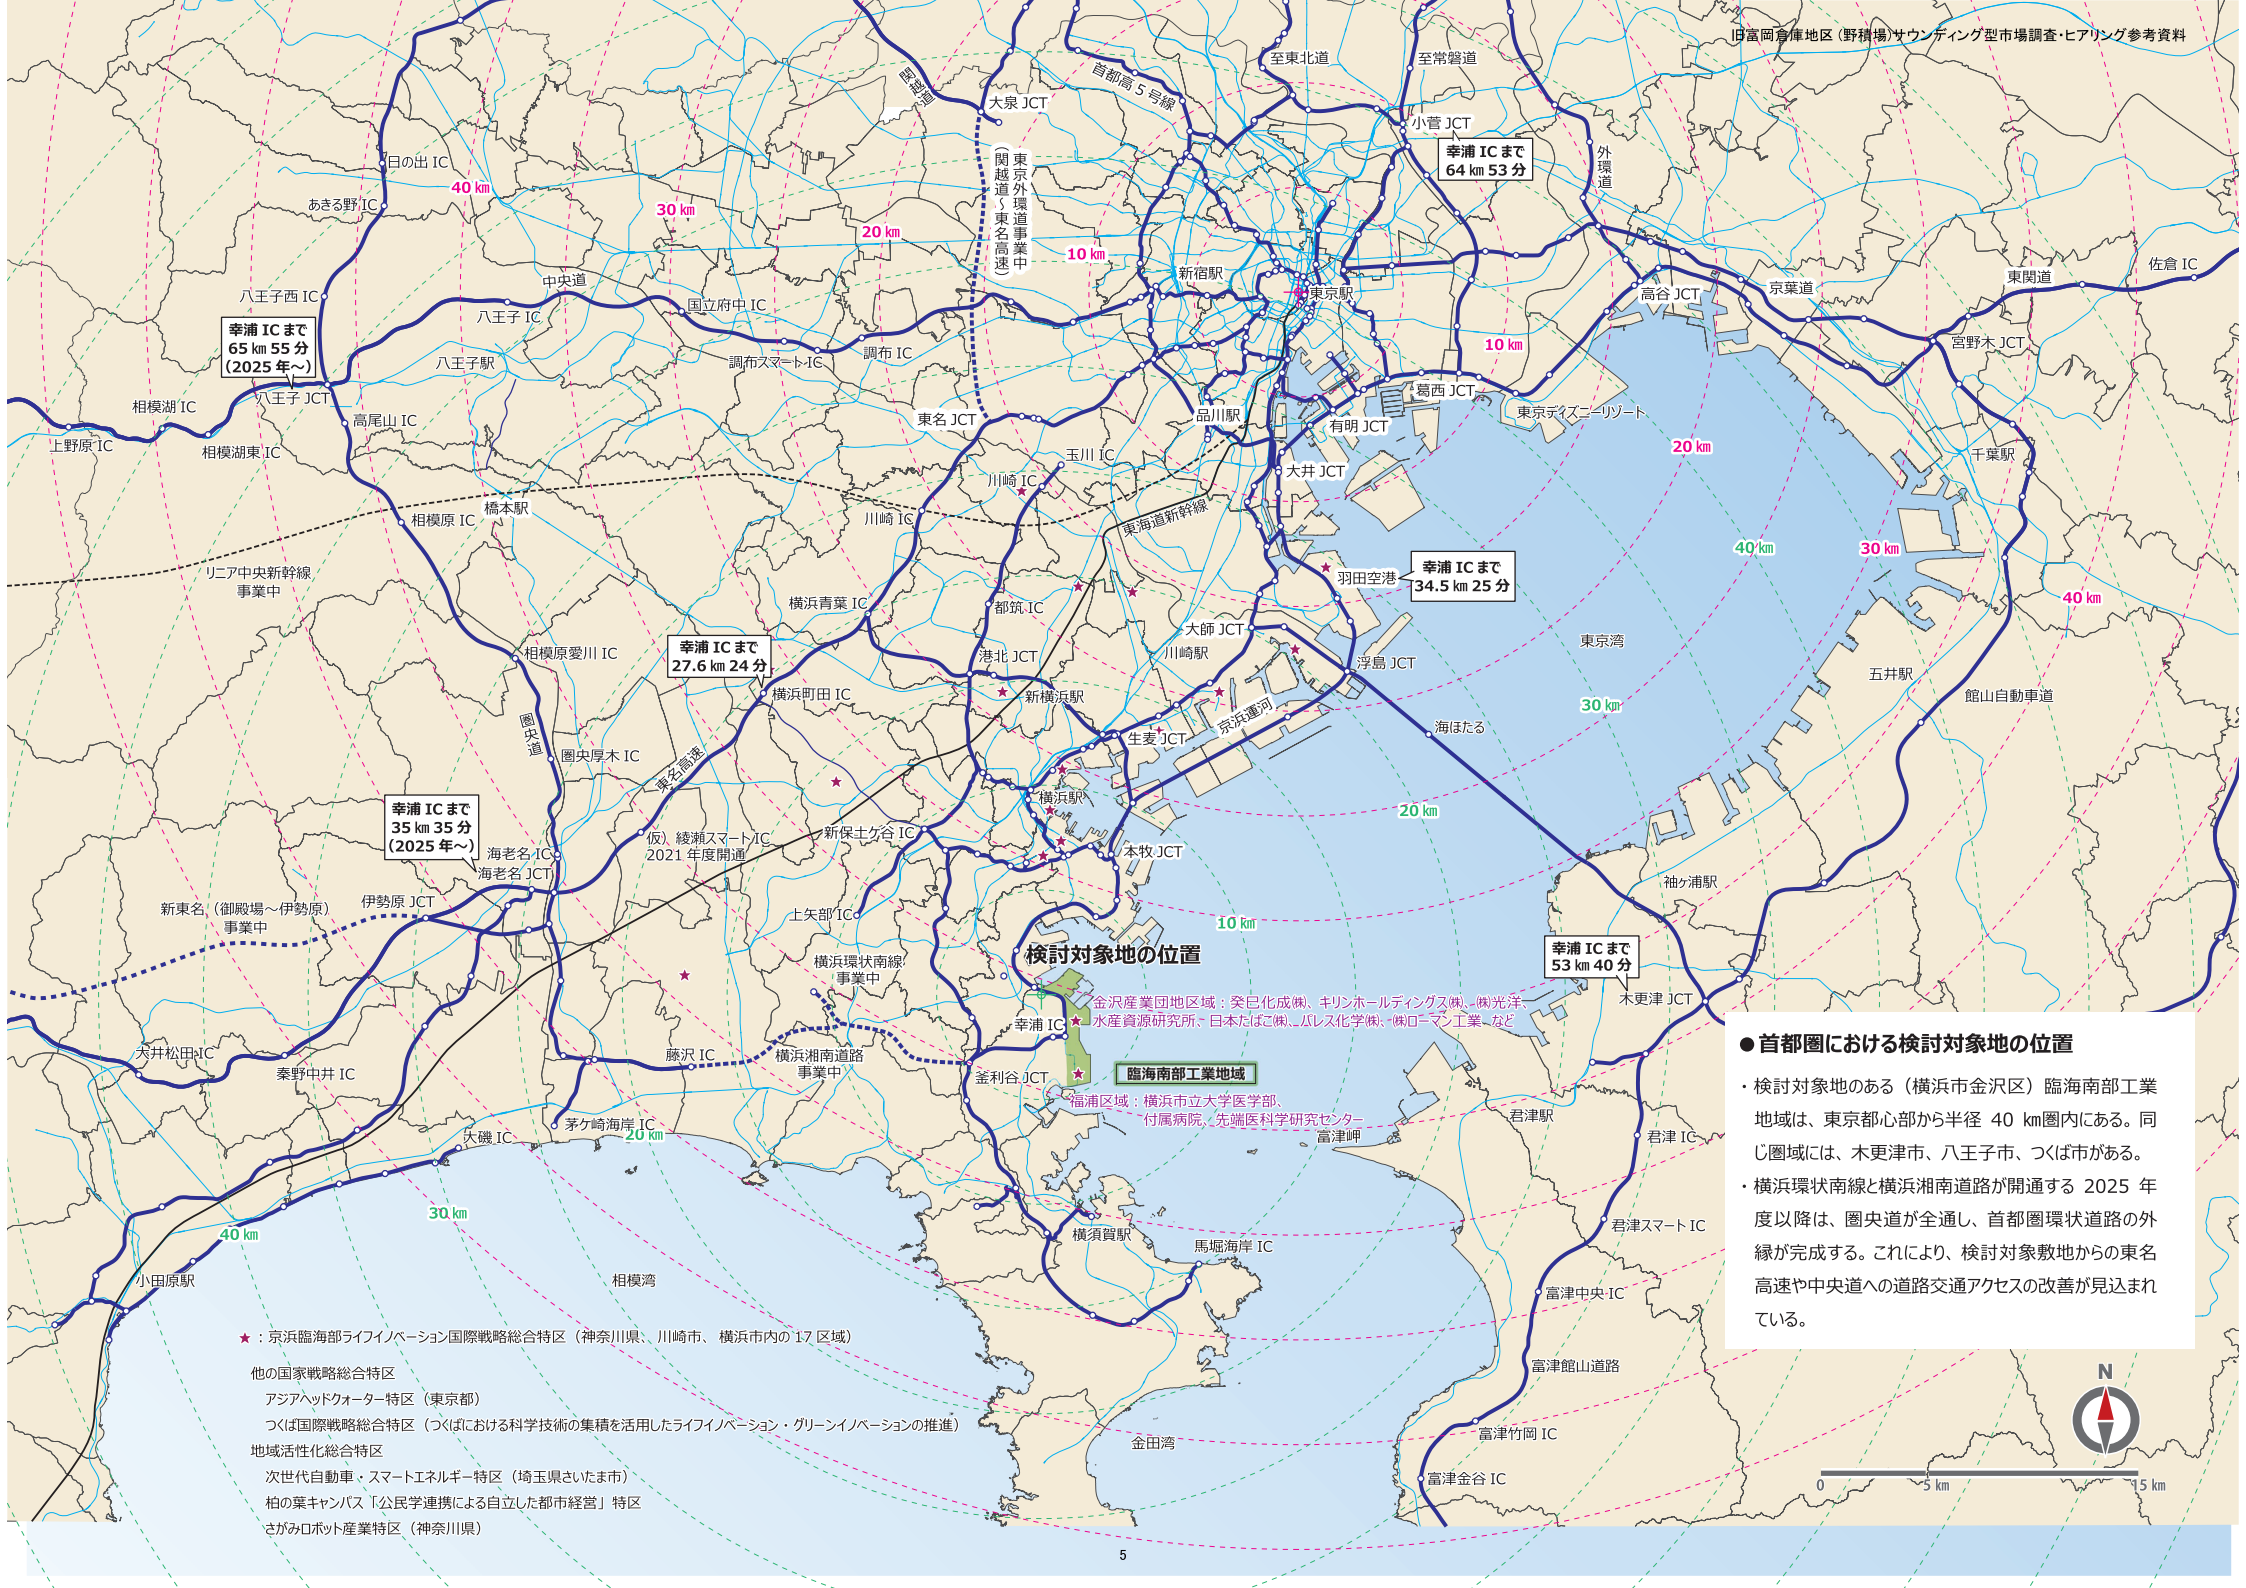 旧富岡倉庫地区（野積場）サウンディング型市場調査・ヒアリング参考資料
至東北道
至常磐道
関越道
首都高５号線
大泉 JCT
小菅 JCT
幸浦 IC まで
64 ㎞ 53 分
外環道
東京外環道事業中
（関越道～東名高速）
日の出 IC
40 ㎞
あきる野 IC
30 ㎞
20 ㎞
10 ㎞
新宿駅
東京駅
佐倉 IC
東関道
京葉道
高谷 JCT
中央道
八王子西 IC
八王子 IC
国立府中 IC
幸浦 IC まで
65 ㎞ 55 分
（2025 年～）
八王子駅
調布スマート IC
調布 IC
10 ㎞
宮野木 JCT
八王子 JCT
相模湖 IC
高尾山 IC
上野原 IC
相模湖東 IC
東名 JCT
品川駅
有明 JCT
葛西 JCT
東京ディズニーリゾート
20 ㎞
千葉駅
玉川 IC
大井 JCT
川崎 IC
橋本駅
相模原 IC
川崎 IC
東海道新幹線
40 ㎞
30 ㎞
リニア中央新幹線
事業中
羽田空港
幸浦 IC まで
34.5 ㎞ 25 分
40 ㎞
横浜青葉 IC
都筑 IC
大師 JCT
東京湾
幸浦 IC まで
27.6 ㎞ 24 分
相模原愛川 IC
港北 JCT
川崎駅
浮島 JCT
五井駅
横浜町田 IC
新横浜駅
館山自動車道
30 ㎞
京浜運河
海ほたる
圏央道
圏央厚木 IC
生麦 JCT
東名高速
横浜駅
20 ㎞
幸浦 IC まで
35 ㎞ 35 分
（2025 年～）
新保土ケ谷 IC
仮）綾瀬スマート IC
2021 年度開通
海老名 IC
海老名 JCT
本牧 JCT
袖ヶ浦駅
伊勢原 JCT
新東名（御殿場～伊勢原）
事業中
上矢部 IC
10 ㎞
検討対象地の位置
幸浦 IC まで
53 ㎞ 40 分
横浜環状南線
事業中
木更津 JCT
金沢産業団地区域：癸巳化成㈱、キリンホールディングス㈱、㈱光洋、
水産資源研究所、日本たばこ㈱、パレス化学㈱、㈱ローマン工業、など
幸浦 IC
大井松田 IC
秦野中井 IC
藤沢 IC
横浜湘南道路
事業中
釜利谷 JCT
臨海南部工業地域
福浦区域：横浜市立大学医学部、
付属病院、先端医科学研究センター
茅ケ崎海岸 IC
20 ㎞
大磯 IC
富津岬
君津駅
君津 IC
●首都圏における検討対象地の位置
・検討対象地のある（横浜市金沢区）臨海南部工業
地域は、東京都心部から半径 40 ㎞圏内にある。同
じ圏域には、木更津市、八王子市、つくば市がある。
・横浜環状南線と横浜湘南道路が開通する 2025 年
度以降は、圏央道が全通し、首都圏環状道路の外
縁が完成する。これにより、検討対象敷地からの東名
高速や中央道への道路交通アクセスの改善が見込まれ
ている。
30 ㎞
40 ㎞
横須賀駅
馬堀海岸 IC
君津スマート IC
小田原駅
相模湾
富津中央 IC
★：京浜臨海部ライフイノベーション国際戦略総合特区（神奈川県、川崎市、横浜市内の 17 区域）
他の国家戦略総合特区
アジアヘッドクォーター特区（東京都）
つくば国際戦略総合特区（つくばにおける科学技術の集積を活用したライフイノベーション・グリーンイノベーションの推進）
地域活性化総合特区
次世代自動車・スマートエネルギー特区（埼玉県さいたま市）
柏の葉キャンパス「公民学連携による自立した都市経営」特区
さがみロボット産業特区（神奈川県）
富津館山道路
金田湾
富津竹岡 IC
富津金谷 IC
N
0 5 ㎞ 15 ㎞
5